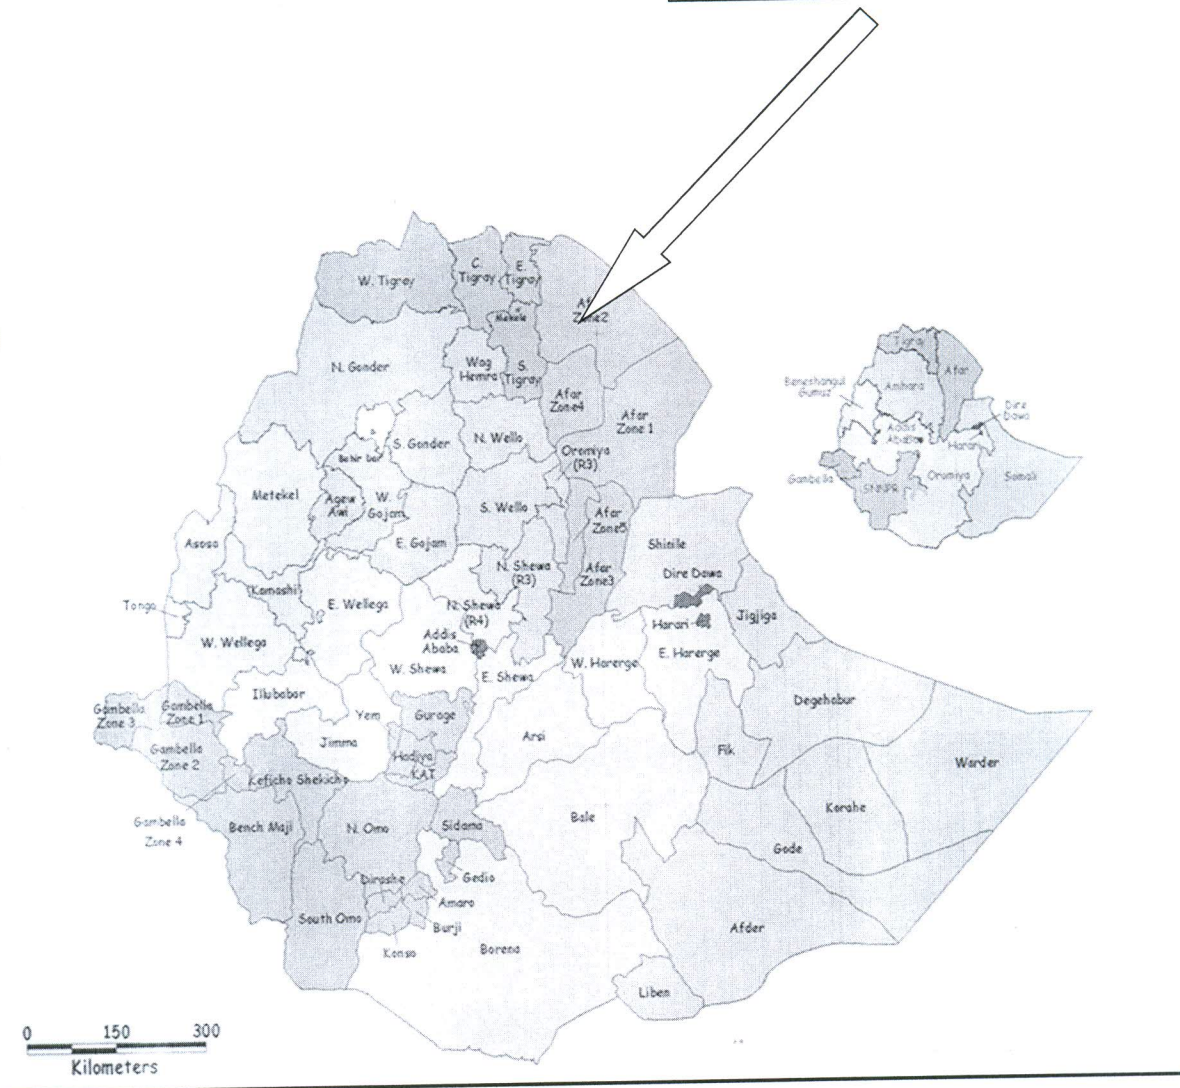 W. Tigray
C.
Tigray
E.
Tigray
Mekele
Zone2
N. Gonder
Wag
Hemra
S.
Tigray
Afar
Zone4
Afar
Zone 1
S. Gonder
N. Wello
Oromiya
(R3)
Bahir Dar
Metekel
Agew
Awi
W.
Gojam
S. Wello
Afar
Zone5
E. Gojam
Asosa
N. Shewa
(R3)
Afar
Zone3
Shinile
Dire Dawa
Kamashi
Tongo
E. Wellega
N. Shewa
(R4)
Harari
Jigjiga
W. Wellega
Addis
Ababa
W. Shewa
E. Shewa
W. Harerge
E. Harerge
Gambella
Zone 3
Gambella
Zone 1
Illubabor
Yem
Gurage
Degehabur
Gambella
Zone 2
Jimma
Hadiya
KAT
Arsi
Fik
Warder
Keficho Shekicho
Gambella
Zone 4
Bench Maji
N. Omo
Sidama
Bale
Korahe
Gode
Dirashe
Gedio
Amaro
South Omo
Burji
Konso
Borena
Afder
Liben
Tigray
Afar
Beneshangul
Gumuz
Amhara
Dire
Dawa
Addis
Ababa
Harari
Gambella
SNNPR
Oromiya
Somali
0 150 300
Kilometers